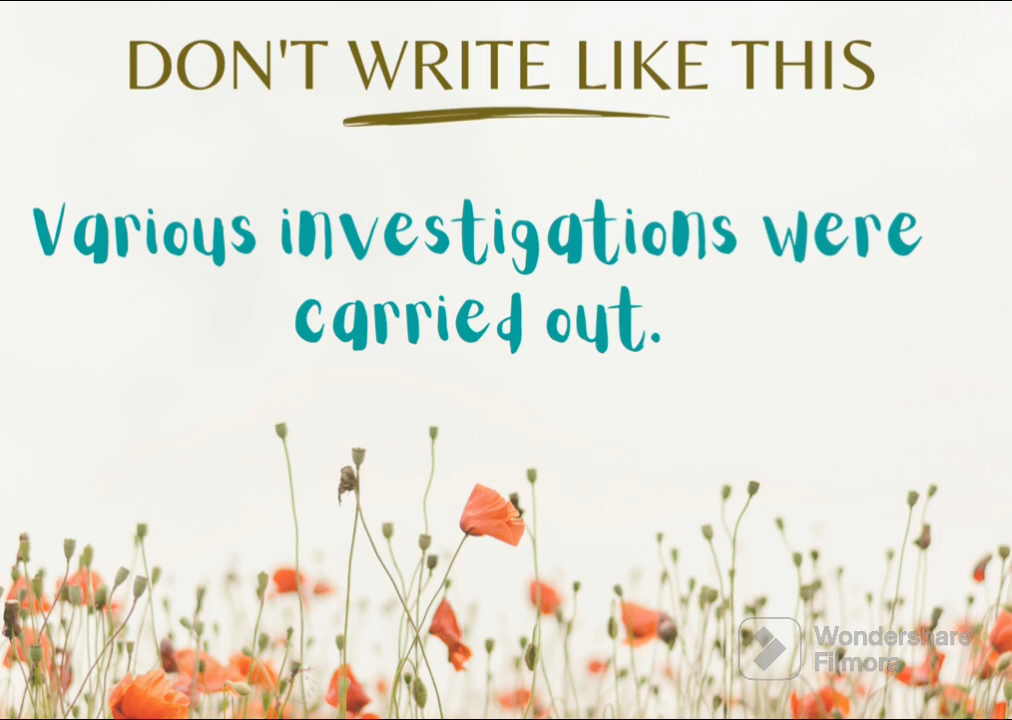 DON'T WRITE LIKE THIS
Various investigations were
carried out.
Wondershare
Filmora